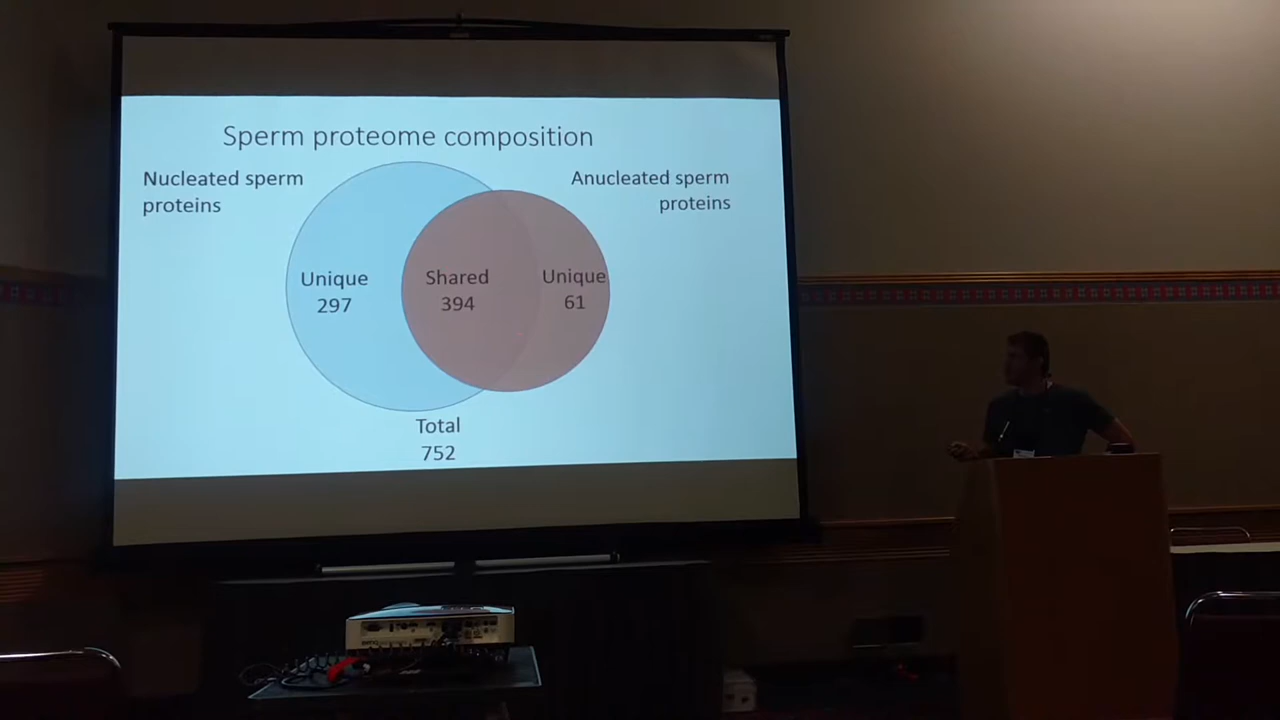 Sperm proteome composition
Nucleated sperm
proteins
Anucleated sperm
proteins
Unique
297
Shared
394
Unique
61
Total
752